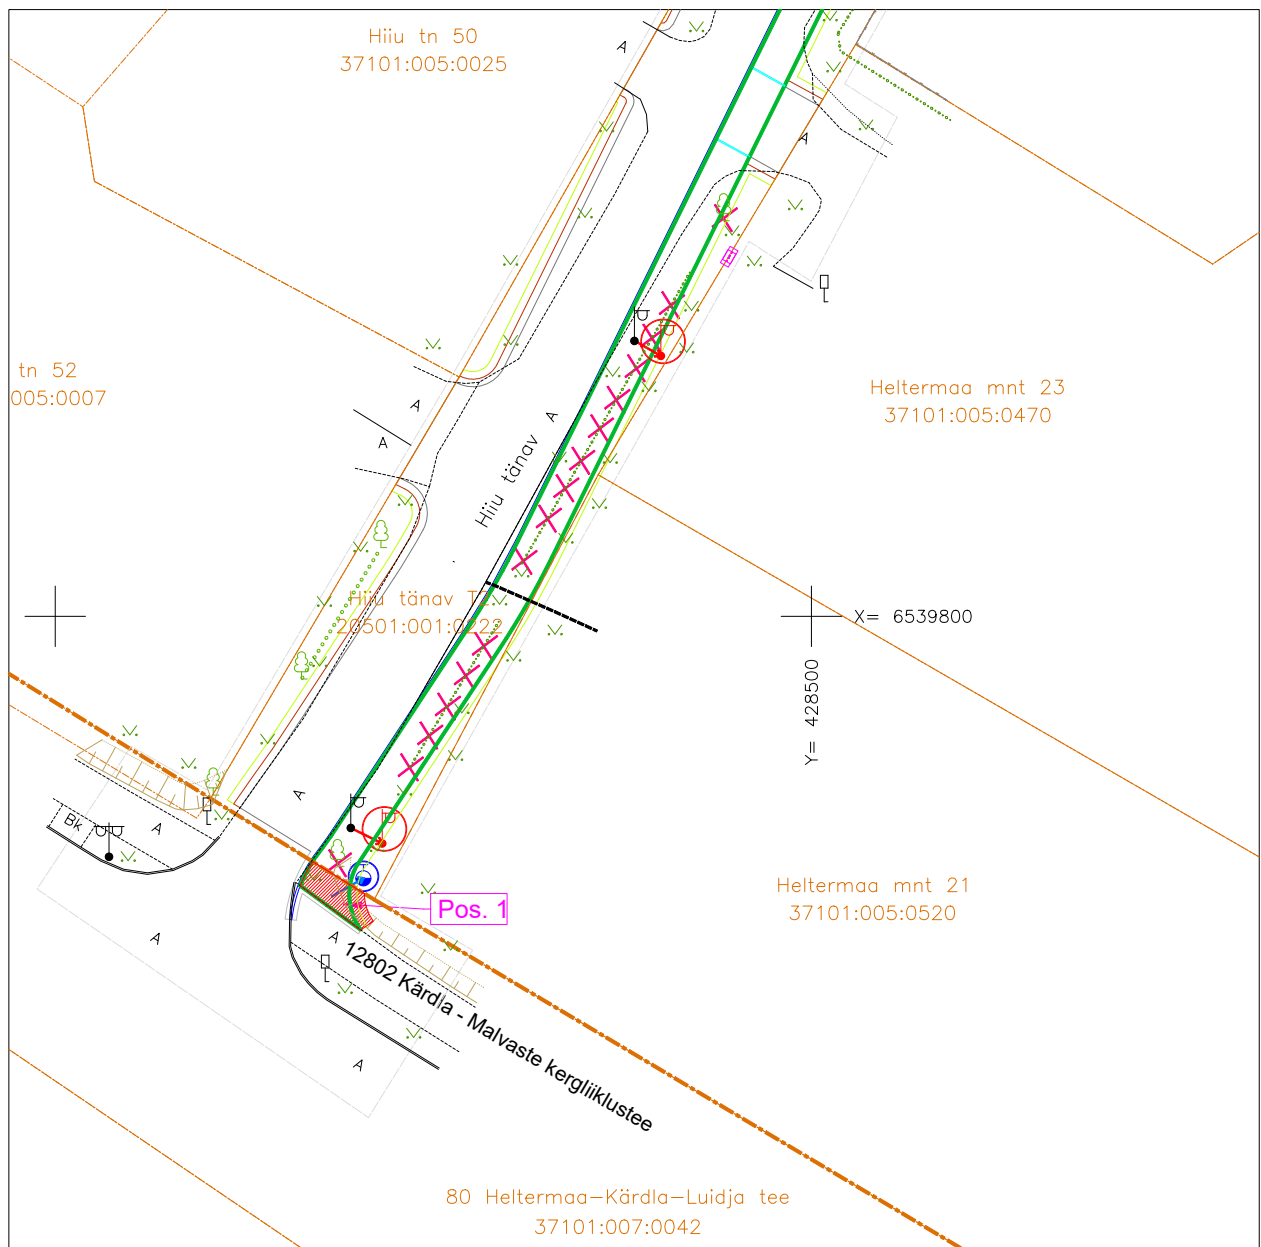 Hiiu tn 50
37101:005:0025
A
A
tn 52
005:0007
Heltermaa mnt 23
37101:005:0470
A
A
A
Hiiu tänav
Hiiu tänav T2
20501:001:0222
X= 6539800
Y= 428500
A
Bk
A
Heltermaa mnt 21
37101:005:0520
Pos. 1
A
A
12802 Kärdla - Malvaste kergliiklustee
A
80 Heltermaa-Kärdla-Luidja tee
37101:007:0042